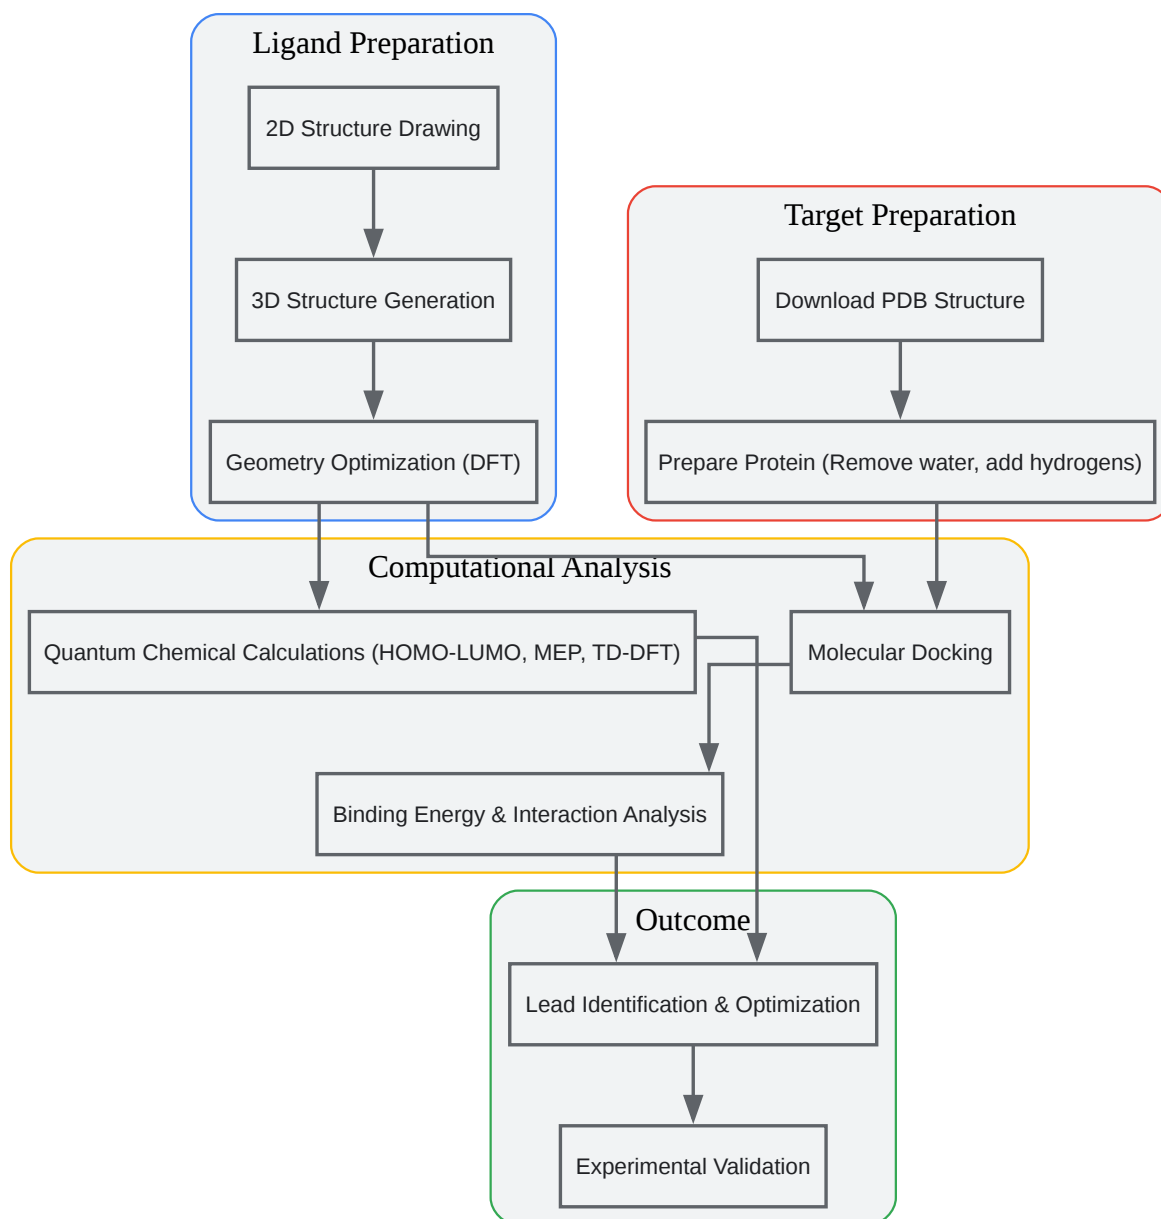 Ligand Preparation
2D Structure Drawing
3D Structure Generation
Geometry Optimization (DFT)
Target Preparation
Download PDB Structure
Prepare Protein (Remove water, add hydrogens)
Computational Analysis
Quantum Chemical Calculations (HOMO-LUMO, MEP, TD-DFT)
Molecular Docking
Binding Energy & Interaction Analysis
Outcome
Lead Identification & Optimization
Experimental Validation